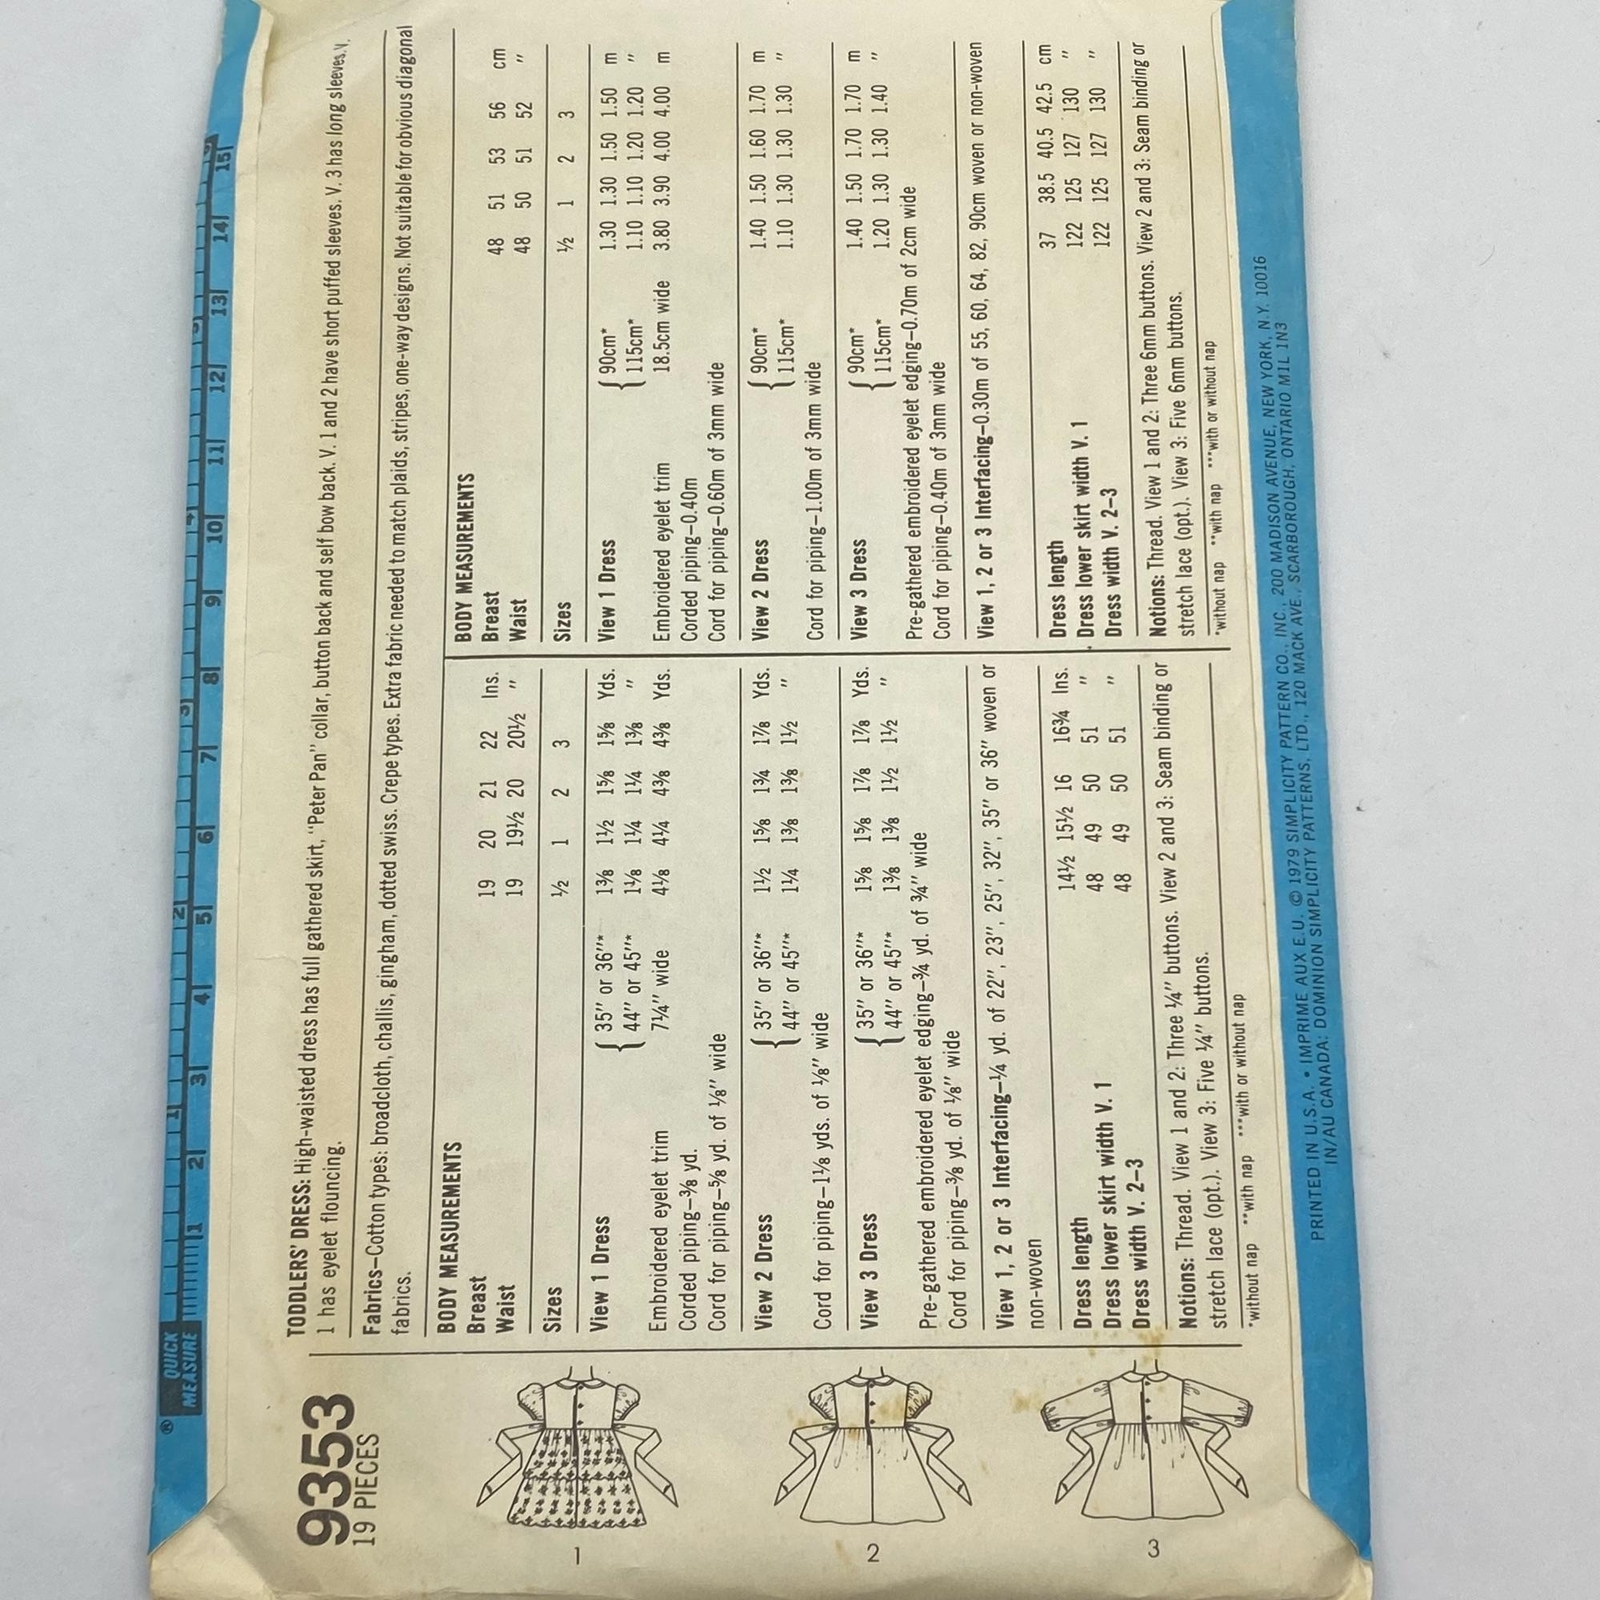 ® QUICK MEASURE 1 2 3 4 5 6 7 8 9 10 11 12 13 14 15
9353
19 PIECES
TODDLERS' DRESS: High-waisted dress has full gathered skirt, "Peter Pan" collar, button back and self bow back. V. 1 and 2 have short puffed sleeves. V. 3 has long sleeves. V.
1 has eyelet flouncing.
Fabrics–Cotton types: broadcloth, challis, gingham, dotted swiss. Crepe types. Extra fabric needed to match plaids, stripes, one-way designs. Not suitable for obvious diagonal
fabrics.
BODY MEASUREMENTS
Breast 19 20 21 22 Ins.
Waist 19 19½ 20 20½ "
Sizes ½ 1 2 3
View 1 Dress { 35" or 36"* 1⅜ 1½ 1⅝ 1⅝ Yds.
44" or 45"* 1⅛ 1¼ 1¼ 1⅜ "
Embroidered eyelet trim 7¼" wide 4⅛ 4¼ 4⅜ 4⅜ Yds.
Corded piping–⅜ yd.
Cord for piping–⅝ yd. of ⅛" wide
View 2 Dress { 35" or 36"* 1½ 1⅝ 1¾ 1⅞ Yds.
44" or 45"* 1¼ 1⅜ 1⅜ 1½ "
Cord for piping–1⅛ yds. of ⅛" wide
View 3 Dress { 35" or 36"* 1⅝ 1⅝ 1⅞ 1⅞ Yds.
44" or 45"* 1⅜ 1⅜ 1½ 1½ "
Pre-gathered embroidered eyelet edging–¾ yd. of ¾" wide
Cord for piping–⅜ yd. of ⅛" wide
View 1, 2 or 3 Interfacing–¼ yd. of 22", 23", 25", 32", 35" or 36" woven or
non-woven
Dress length 14½ 15½ 16 16¾ Ins.
Dress lower skirt width V. 1 48 49 50 51 "
Dress width V. 2–3 48 49 50 51 "
Notions: Thread. View 1 and 2: Three ¼" buttons. View 2 and 3: Seam binding or
stretch lace (opt.). View 3: Five ¼" buttons.
*without nap **with nap ***with or without nap
BODY MEASUREMENTS
Breast 48 51 53 56 cm
Waist 48 50 51 52 "
Sizes ½ 1 2 3
View 1 Dress { 90cm* 1.30 1.30 1.50 1.50 m
115cm* 1.10 1.10 1.20 1.20 "
Embroidered eyelet trim 18.5cm wide 3.80 3.90 4.00 4.00 m
Corded piping–0.40m
Cord for piping–0.60m of 3mm wide
View 2 Dress { 90cm* 1.40 1.50 1.60 1.70 m
115cm* 1.10 1.30 1.30 1.30 "
Cord for piping–1.00m of 3mm wide
View 3 Dress { 90cm* 1.40 1.50 1.70 1.70 m
115cm* 1.20 1.30 1.30 1.40 "
Pre-gathered embroidered eyelet edging–0.70m of 2cm wide
Cord for piping–0.40m of 3mm wide
View 1, 2 or 3 Interfacing–0.30m of 55, 60, 64, 82, 90cm woven or non-woven
Dress length 37 38.5 40.5 42.5 cm
Dress lower skirt width V. 1 122 125 127 130 "
Dress width V. 2–3 122 125 127 130 "
Notions: Thread. View 1 and 2: Three 6mm buttons. View 2 and 3: Seam binding or
stretch lace (opt.). View 3: Five 6mm buttons.
*without nap **with nap ***with or without nap
1
2
3
PRINTED IN U.S.A. • IMPRIME AUX E.U. © 1979 SIMPLICITY PATTERN CO., INC., 200 MADISON AVENUE, NEW YORK, N.Y. 10016
IN/AU CANADA: DOMINION SIMPLICITY PATTERNS, LTD., 120 MACK AVE., SCARBOROUGH, ONTARIO M1L 1N3